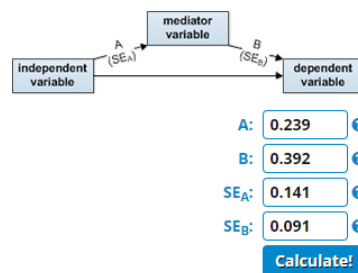 mediator
variable
A
(SEA)
B
(SEB)
independent
variable
dependent
variable
A: 0.239
B: 0.392
SEA: 0.141
SEB: 0.091
Calculate!